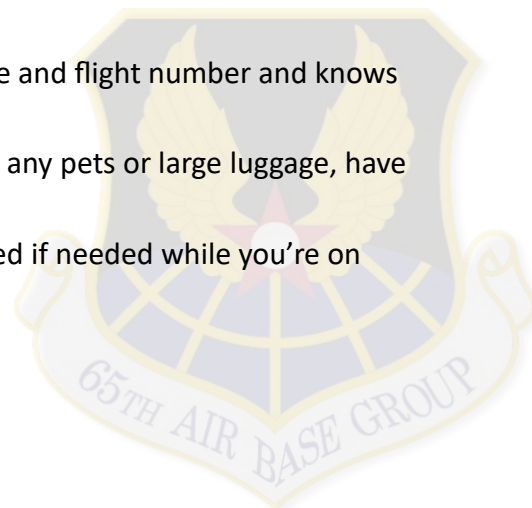 e and flight number and knows
any pets or large luggage, have
ed if needed while you’re on
65TH AIR BASE GROUP